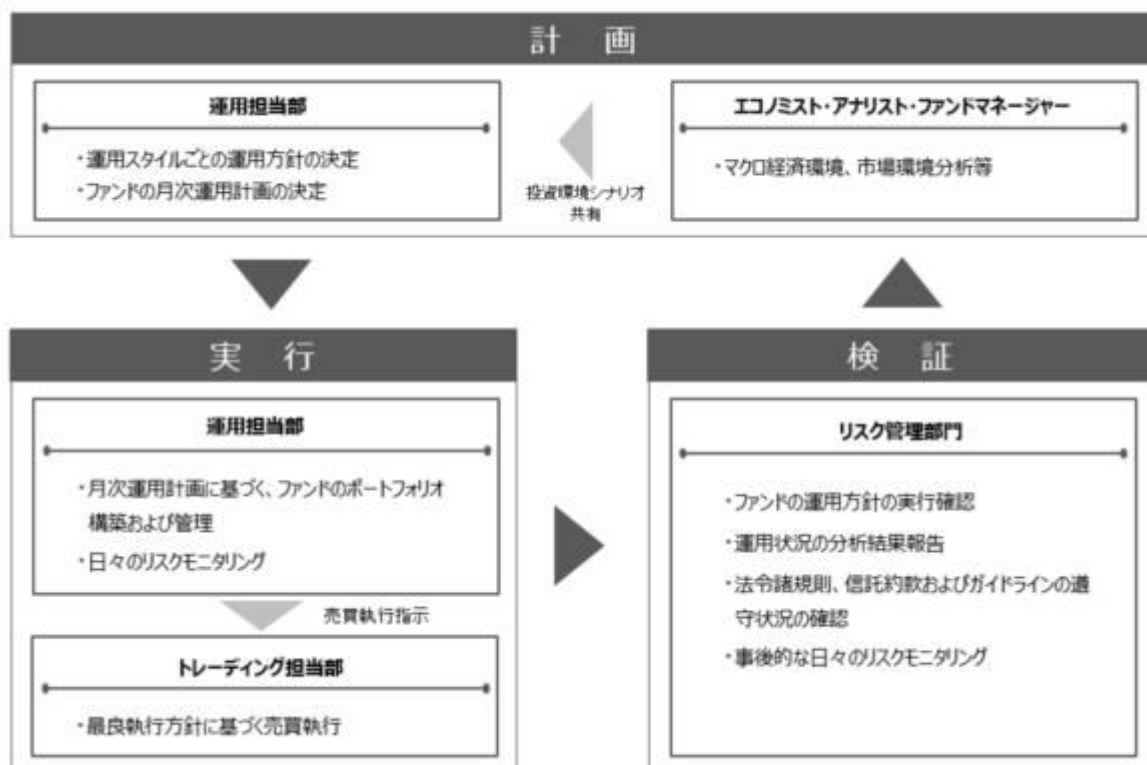 計 画
運用担当部
・運用スタイルごとの運用方針の決定
・ファンドの月次運用計画の決定
投資環境シナリオ
共有
エコノミスト・アナリスト・ファンドマネージャー
・マクロ経済環境、市場環境分析等
実 行
運用担当部
・月次運用計画に基づく、ファンドのポートフォリオ
構築および管理
・日々のリスクモニタリング
売買執行指示
トレーディング担当部
・最良執行方針に基づく売買執行
検 証
リスク管理部門
・ファンドの運用方針の実行確認
・運用状況の分析結果報告
・法令諸規則、信託約款およびガイドラインの遵
守状況の確認
・事後的な日々のリスクモニタリング